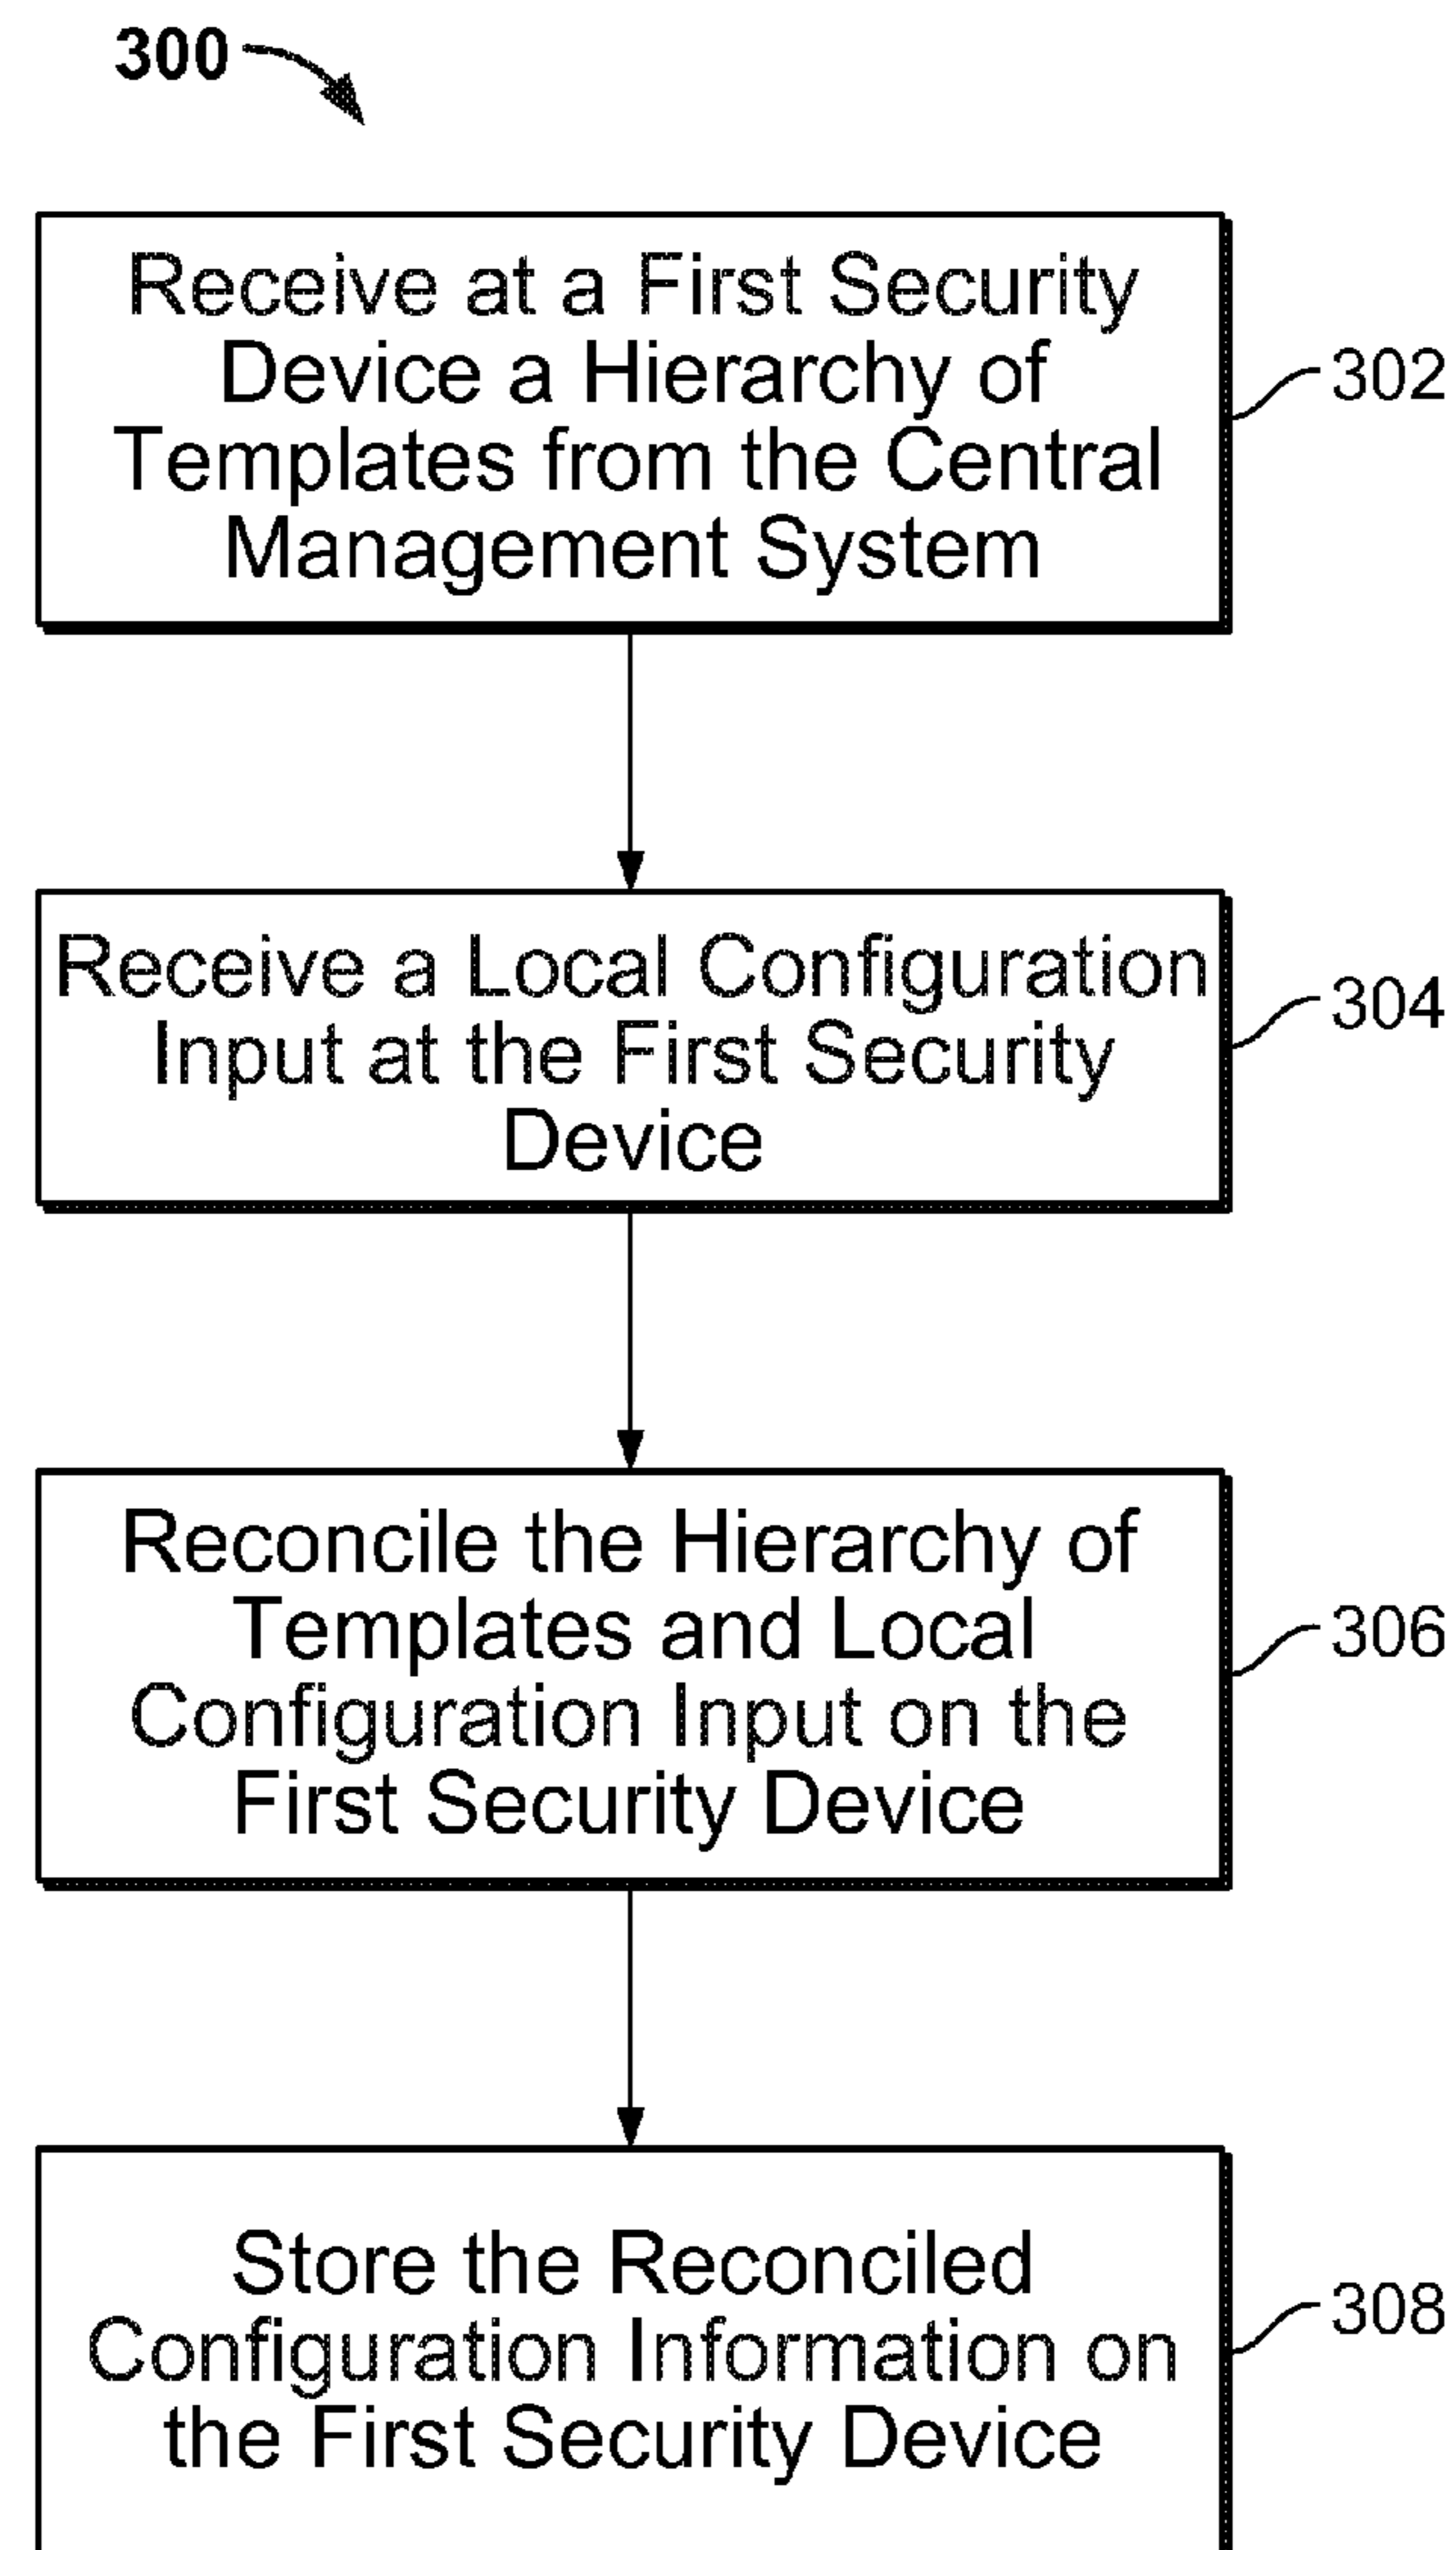 300
Receive at a First Security
Device a Hierarchy of
Templates from the Central
Management System
302
Receive a Local Configuration
Input at the First Security
Device
304
Reconcile the Hierarchy of
Templates and Local
Configuration Input on the
First Security Device
306
Store the Reconciled
Configuration Information on
the First Security Device
308